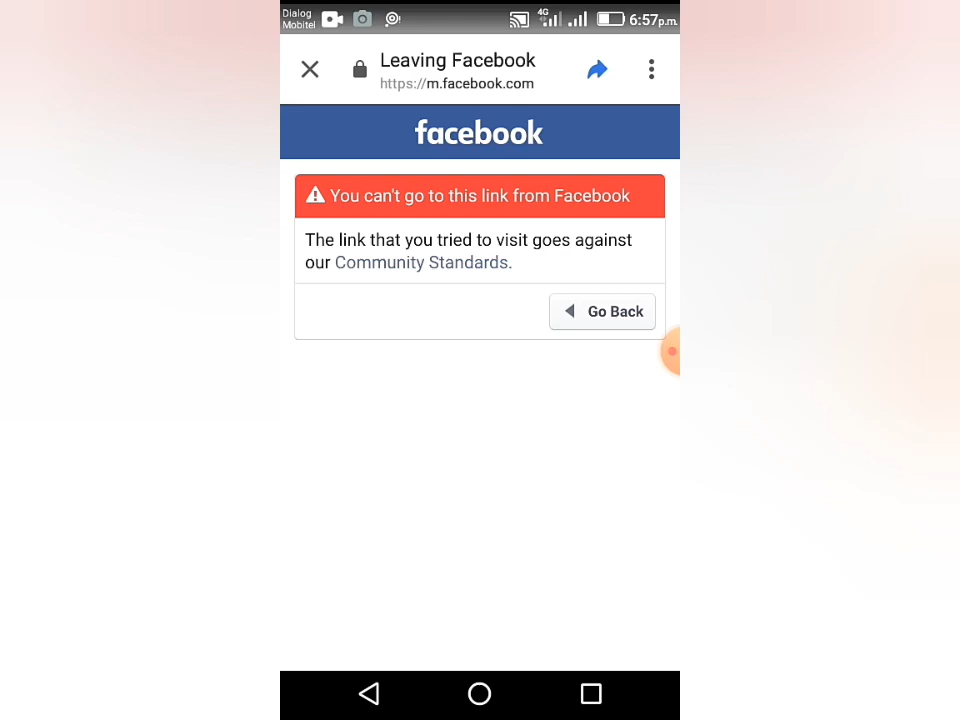 Dialog
Mobitel
4G
6:57p.m.
Leaving Facebook
https://m.facebook.com
facebook
You can't go to this link from Facebook
The link that you tried to visit goes against
our Community Standards.
Go Back